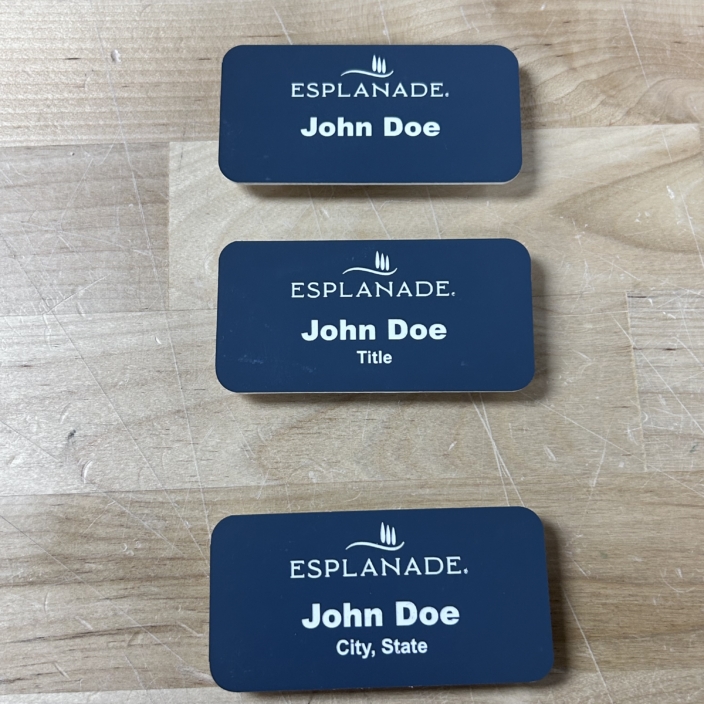 ESPLANADE®
John Doe
ESPLANADE®
John Doe
Title
ESPLANADE®
John Doe
City, State